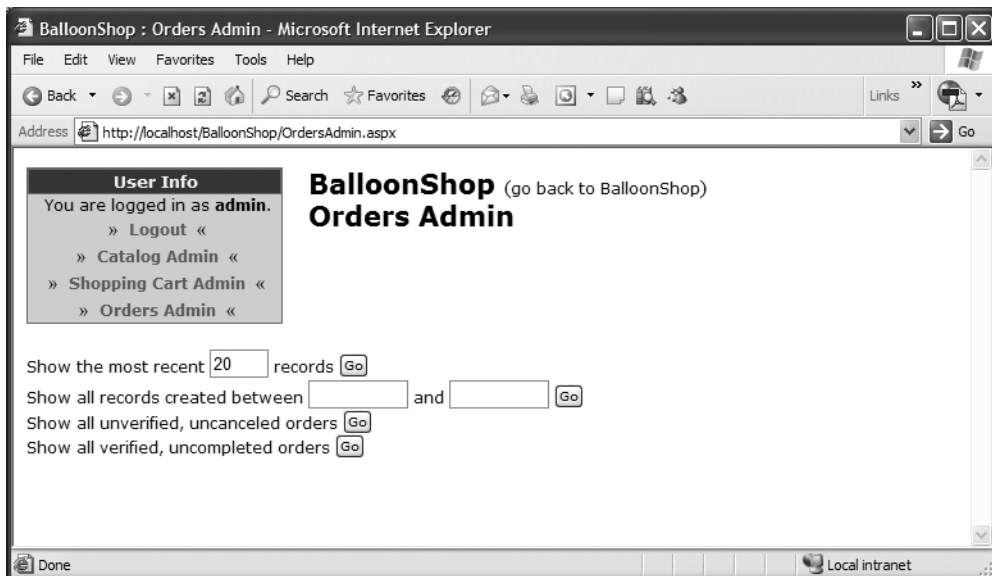 BalloonShop : Orders Admin - Microsoft Internet Explorer
File Edit View Favorites Tools Help
Back Search Favorites Links »
Address http://localhost/BalloonShop/OrdersAdmin.aspx Go
User Info
You are logged in as admin.
» Logout «
» Catalog Admin «
» Shopping Cart Admin «
» Orders Admin «
BalloonShop (go back to BalloonShop)
Orders Admin
Show the most recent 20 records Go
Show all records created between and Go
Show all unverified, uncanceled orders Go
Show all verified, uncompleted orders Go
Done Local intranet